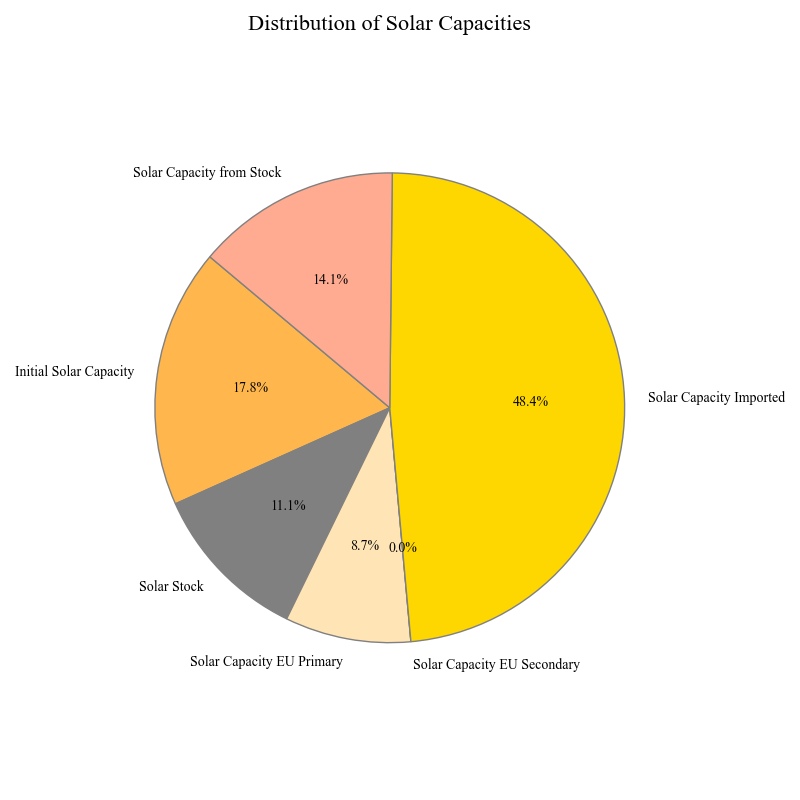 Distribution of Solar Capacities
Solar Capacity from Stock
14.1%
Initial Solar Capacity
17.8%
48.4%
Solar Capacity Imported
11.1%
8.7%
0.0%
Solar Stock
Solar Capacity EU Primary
Solar Capacity EU Secondary